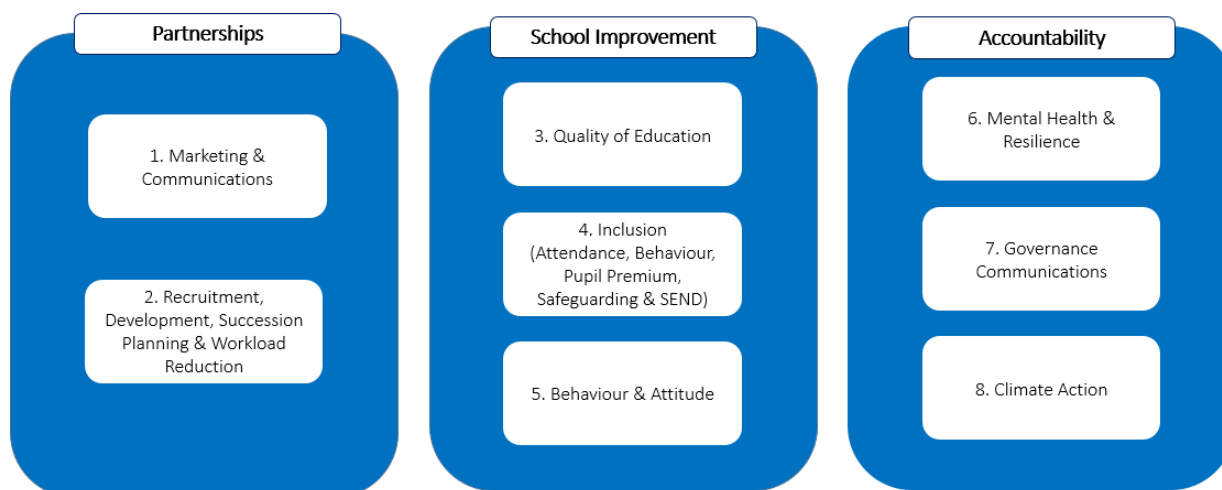 Partnerships
1. Marketing &
Communications
2. Recruitment,
Development, Succession
Planning & Workload
Reduction
School Improvement
3. Quality of Education
4. Inclusion
(Attendance, Behaviour,
Pupil Premium,
Safeguarding & SEND)
5. Behaviour & Attitude
Accountability
6. Mental Health &
Resilience
7. Governance
Communications
8. Climate Action